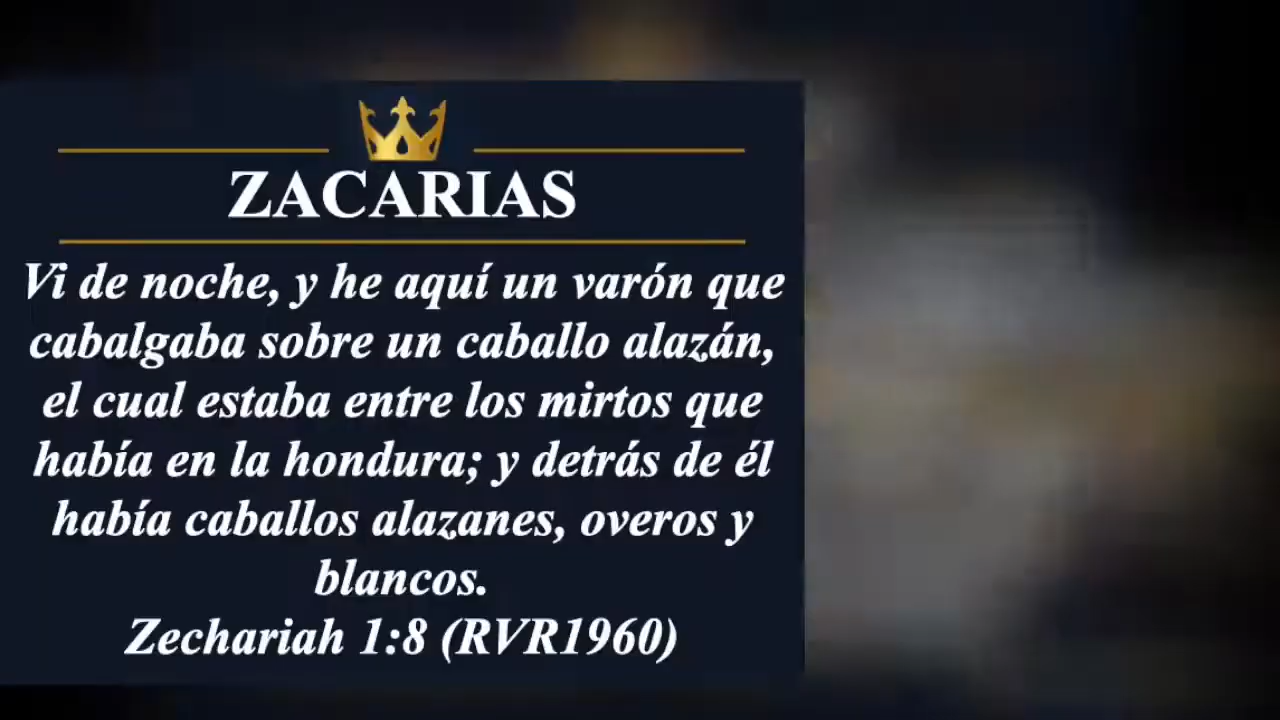 ZACARIAS
Vi de noche, y he aquí un varón que
cabalgaba sobre un caballo alazán,
el cual estaba entre los mirtos que
había en la hondura; y detrás de él
había caballos alazanes, overos y
blancos.
Zechariah 1:8 (RVR1960)